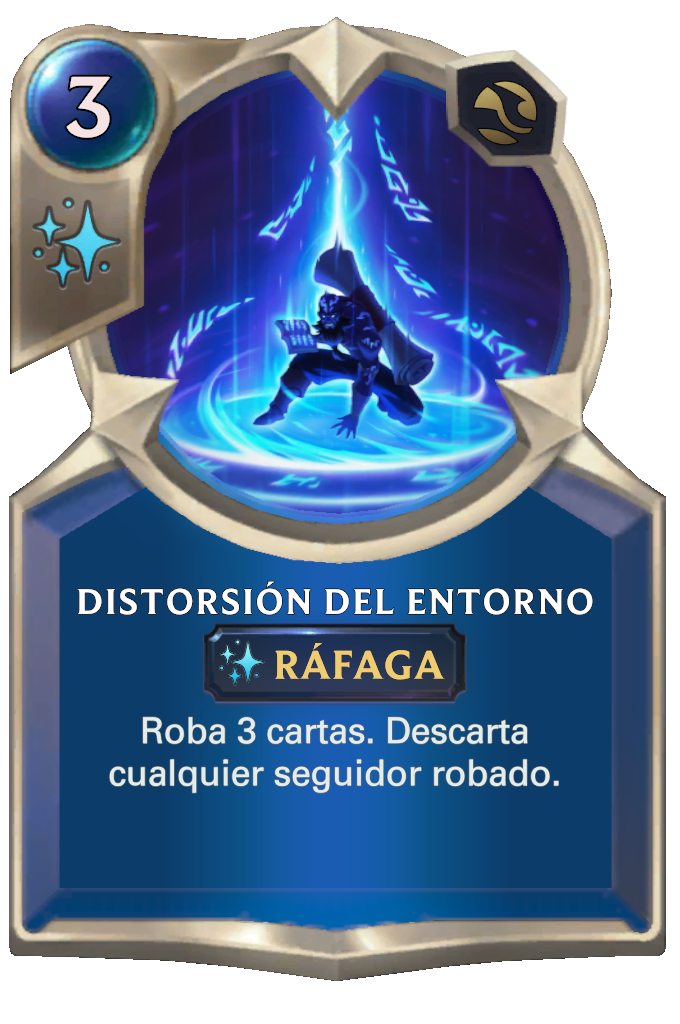 3
DISTORSIÓN DEL ENTORNO
RÁFAGA
Roba 3 cartas. Descarta
cualquier seguidor robado.